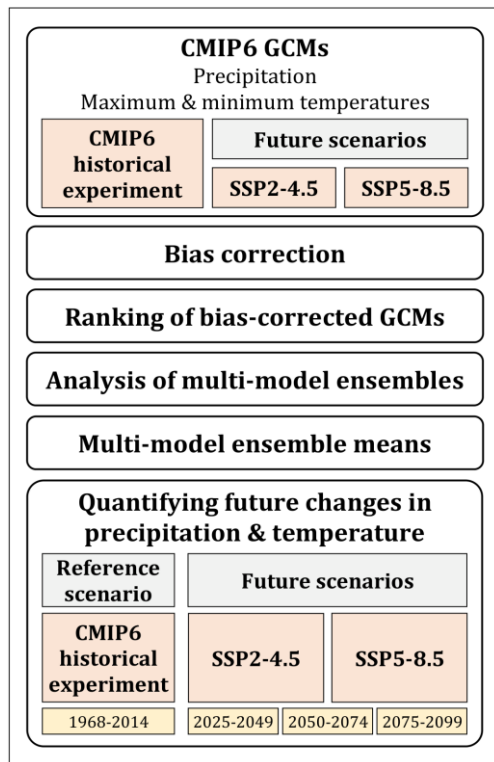 CMIP6 GCMs
Precipitation
Maximum & minimum temperatures
CMIP6
historical
experiment
Future scenarios
SSP2-4.5
SSP5-8.5
Bias correction
Ranking of bias-corrected GCMs
Analysis of multi-model ensembles
Multi-model ensemble means
Quantifying future changes in
precipitation & temperature
Reference
scenario
Future scenarios
CMIP6
historical
experiment
SSP2-4.5
SSP5-8.5
1968-2014
2025-2049
2050-2074
2075-2099